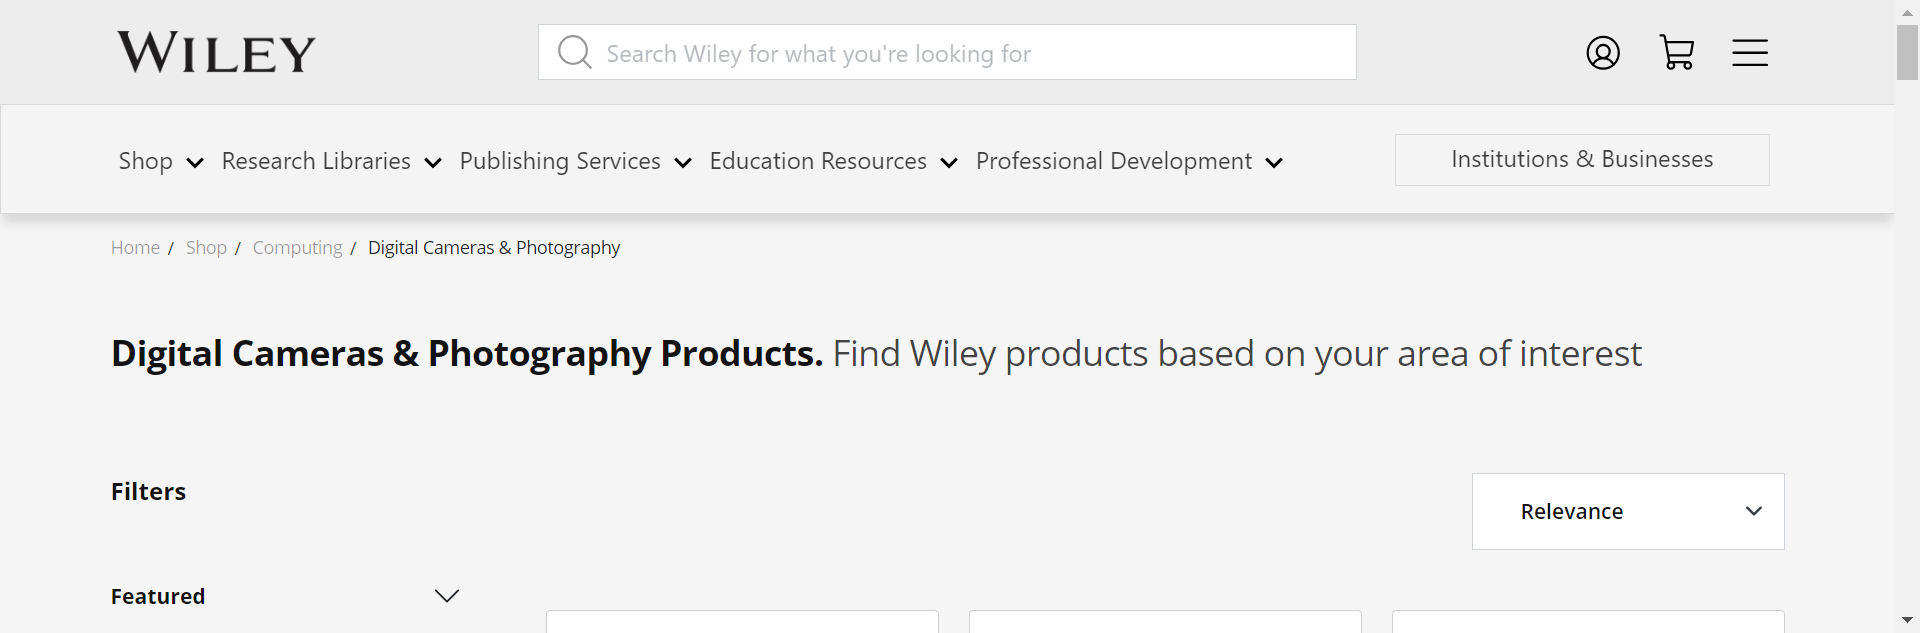 WILEY
Search Wiley for what you're looking for
Shop
Research Libraries
Publishing Services
Education Resources
Professional Development
Institutions & Businesses
Home / Shop / Computing / Digital Cameras & Photography
Digital Cameras & Photography Products. Find Wiley products based on your area of interest
Filters
Relevance
Featured